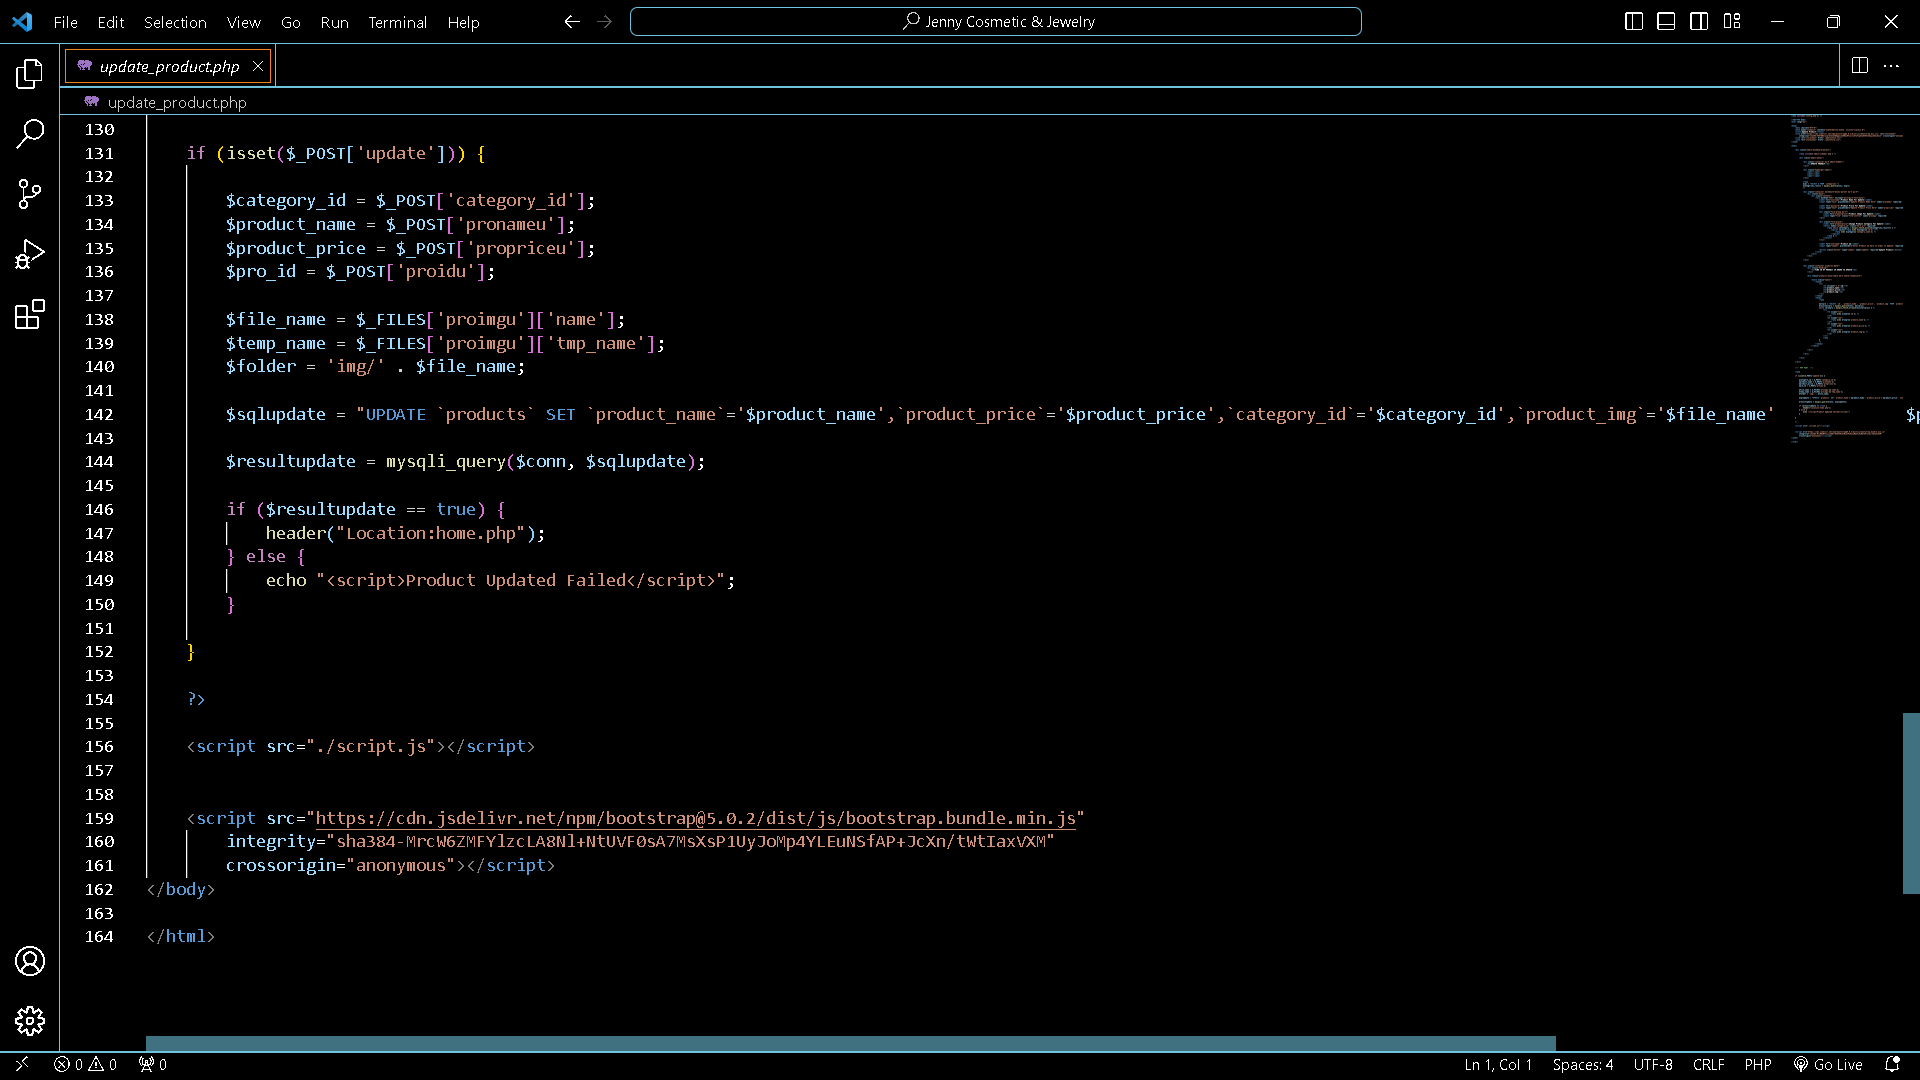 File Edit Selection View Go Run Terminal Help
Jenny Cosmetic & Jewelry
update_product.php
update_product.php
130
131 if (isset($_POST['update'])) {
132
133 $category_id = $_POST['category_id'];
134 $product_name = $_POST['pronameu'];
135 $product_price = $_POST['propriceu'];
136 $pro_id = $_POST['proidu'];
137
138 $file_name = $_FILES['proimgu']['name'];
139 $temp_name = $_FILES['proimgu']['tmp_name'];
140 $folder = 'img/' . $file_name;
141
142 $sqlupdate = "UPDATE `products` SET `product_name`='$product_name',`product_price`='$product_price',`category_id`='$category_id',`product_img`='$file_name'
143
144 $resultupdate = mysqli_query($conn, $sqlupdate);
145
146 if ($resultupdate == true) {
147 header("Location:home.php");
148 } else {
149 echo "<script>Product Updated Failed</script>";
150 }
151
152 }
153
154 ?>
155
156 <script src="./script.js"></script>
157
158
159 <script src="https://cdn.jsdelivr.net/npm/bootstrap@5.0.2/dist/js/bootstrap.bundle.min.js"
160 integrity="sha384-MrcW6ZMFYlzcLA8Nl+NtUVF0sA7MsXsP1UyJoMp4YLEuNSfAP+JcXn/tWtIaxVXM"
161 crossorigin="anonymous"></script>
162 </body>
163
164 </html>
0 0 0 Ln 1, Col 1 Spaces: 4 UTF-8 CRLF PHP Go Live